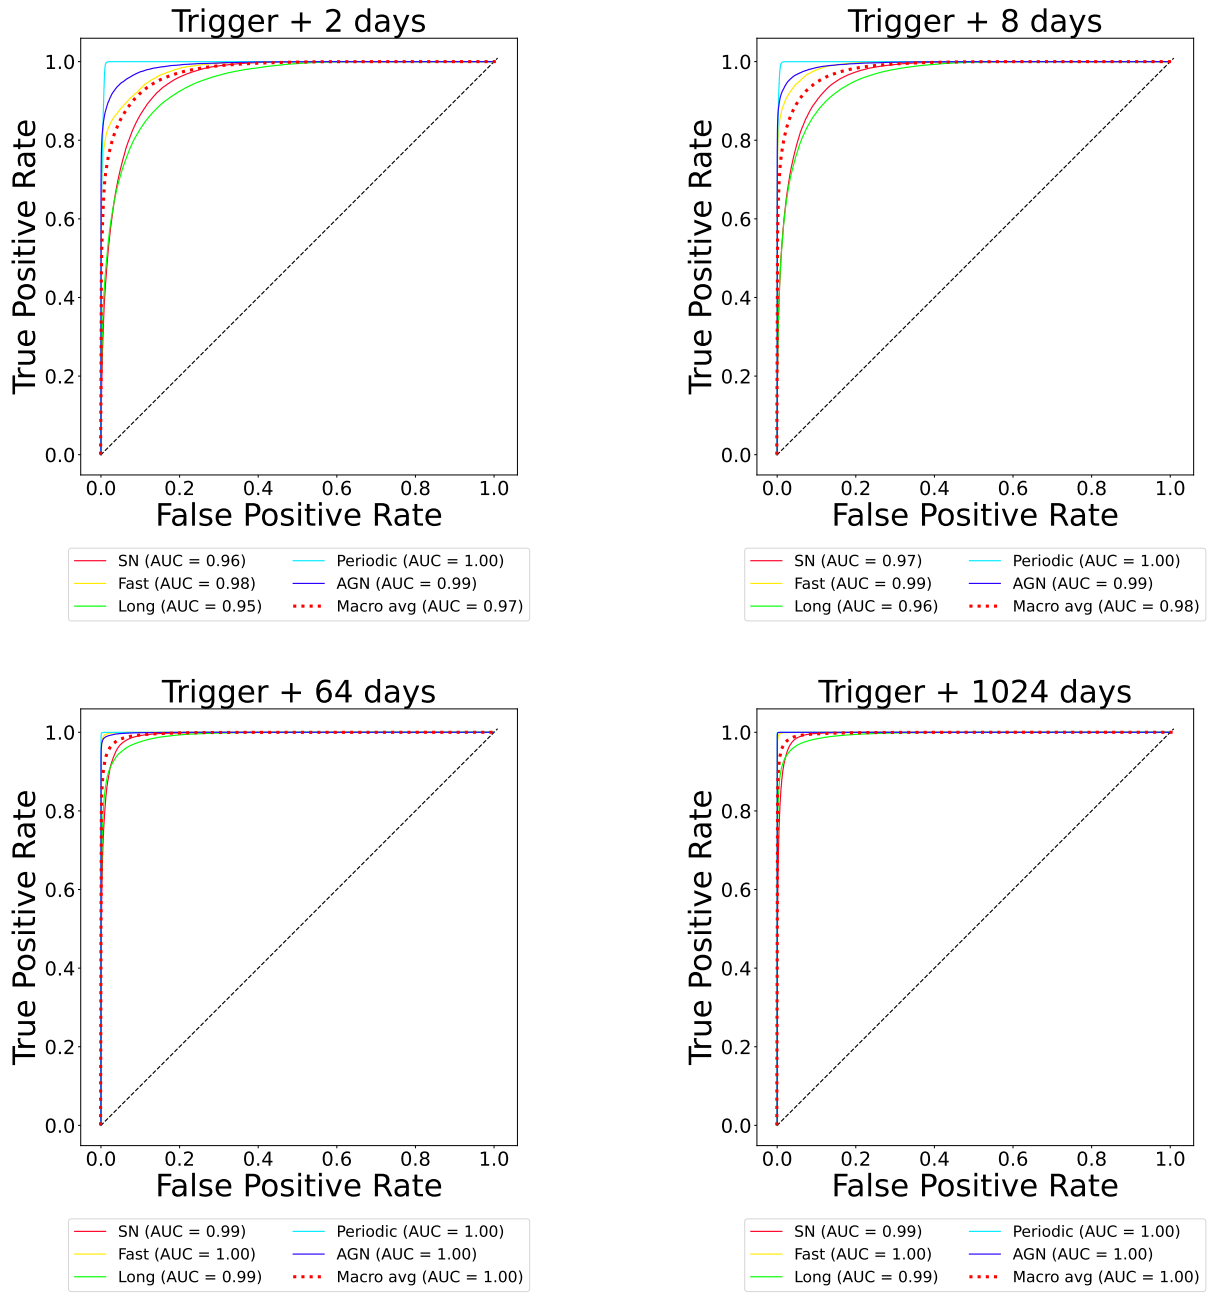 Trigger + 2 days
True Positive Rate
1.0
0.8
0.6
0.4
0.2
0.0
0.0 0.2 0.4 0.6 0.8 1.0
False Positive Rate
SN (AUC = 0.96)
Fast (AUC = 0.98)
Long (AUC = 0.95)
Periodic (AUC = 1.00)
AGN (AUC = 0.99)
Macro avg (AUC = 0.97)
Trigger + 8 days
True Positive Rate
1.0
0.8
0.6
0.4
0.2
0.0
0.0 0.2 0.4 0.6 0.8 1.0
False Positive Rate
SN (AUC = 0.97)
Fast (AUC = 0.99)
Long (AUC = 0.96)
Periodic (AUC = 1.00)
AGN (AUC = 0.99)
Macro avg (AUC = 0.98)
Trigger + 64 days
True Positive Rate
1.0
0.8
0.6
0.4
0.2
0.0
0.0 0.2 0.4 0.6 0.8 1.0
False Positive Rate
SN (AUC = 0.99)
Fast (AUC = 1.00)
Long (AUC = 0.99)
Periodic (AUC = 1.00)
AGN (AUC = 1.00)
Macro avg (AUC = 1.00)
Trigger + 1024 days
True Positive Rate
1.0
0.8
0.6
0.4
0.2
0.0
0.0 0.2 0.4 0.6 0.8 1.0
False Positive Rate
SN (AUC = 0.99)
Fast (AUC = 1.00)
Long (AUC = 0.99)
Periodic (AUC = 1.00)
AGN (AUC = 1.00)
Macro avg (AUC = 1.00)